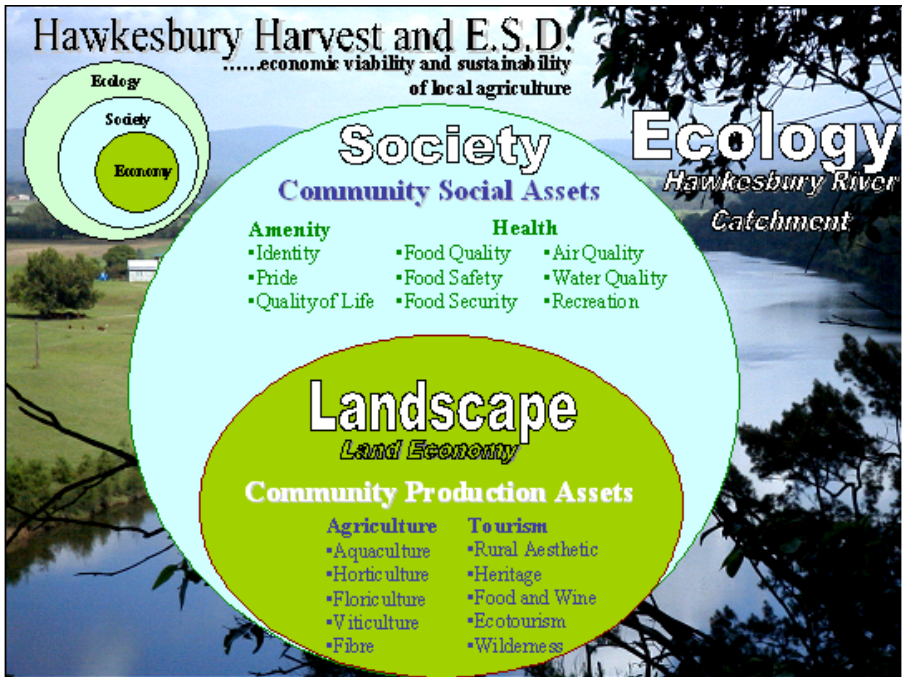 Hawkesbury Harvest and E.S.D.
......economic viability and sustainability
of local agriculture
Ecology
Society
Economy
Society
Ecology
Hawkesbury River
Catchment
Community Social Assets
Amenity
▪Identity
▪Pride
▪Quality of Life
Health
▪Food Quality
▪Food Safety
▪Food Security
▪Air Quality
▪Water Quality
▪Recreation
Landscape
Land Economy
Community Production Assets
Agriculture
▪Aquaculture
▪Horticulture
▪Floriculture
▪Viticulture
▪Fibre
Tourism
▪Rural Aesthetic
▪Heritage
▪Food and Wine
▪Ecotourism
▪Wilderness